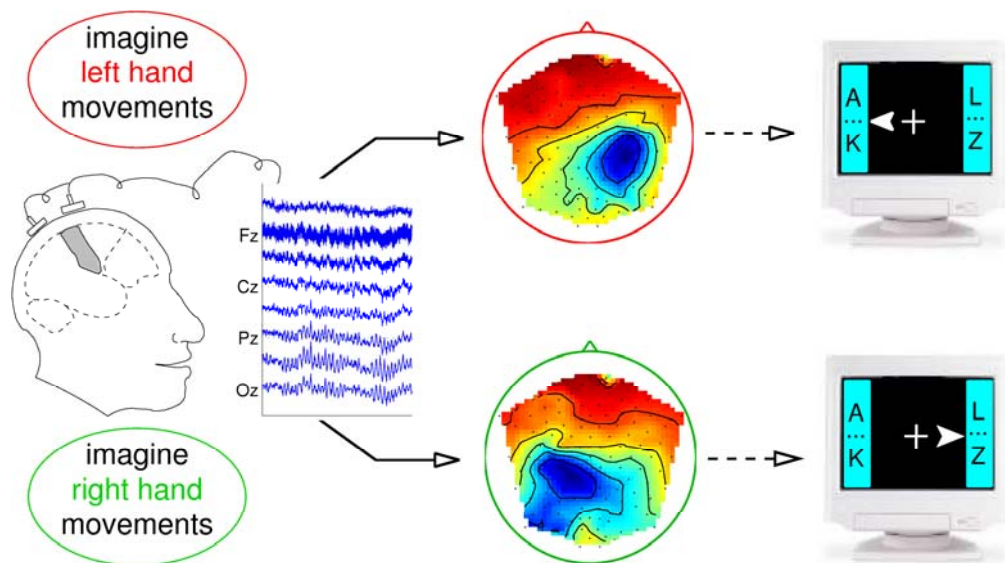 imagine
left hand
movements
Fz
Cz
Pz
Oz
imagine
right hand
movements
A
...
K
L
...
Z
A
...
K
L
...
Z